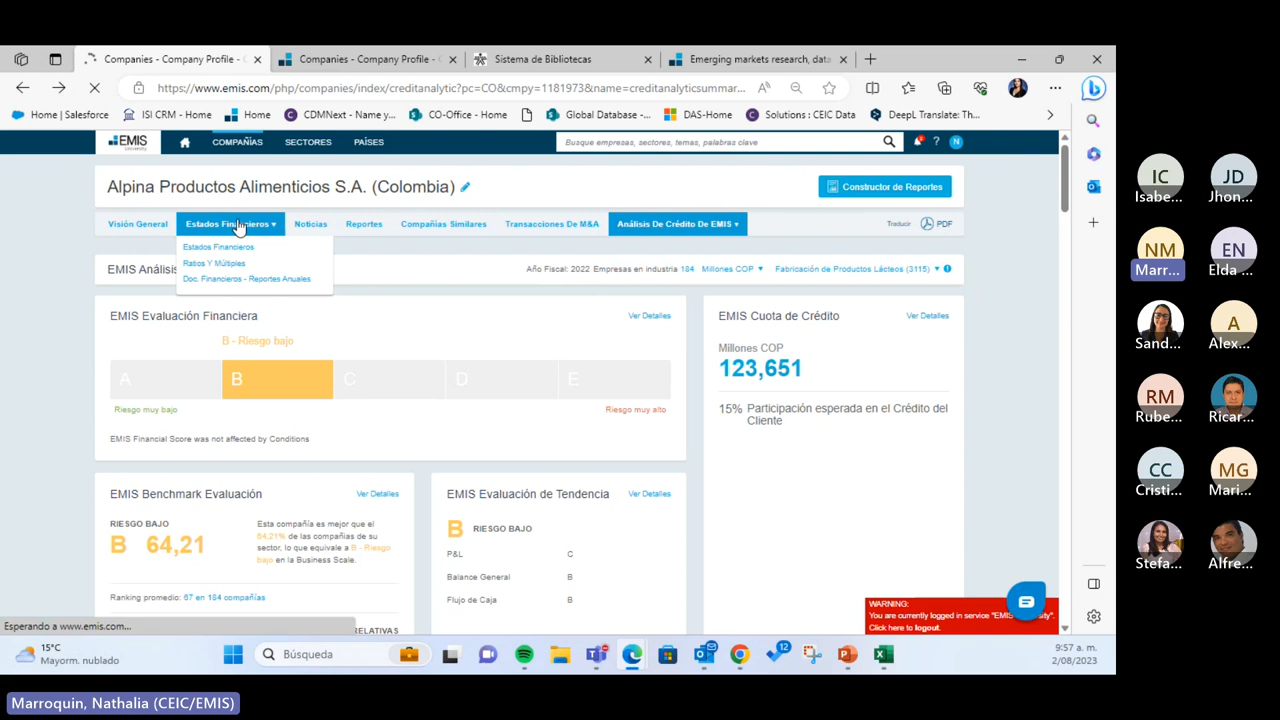 Companies - Company Profile -
Companies - Company Profile -
Sistema de Bibliotecas
Emerging markets research, data
https://www.emis.com/php/companies/index/creditanalytic?pc=CO&cmpy=1181973&name=creditanalyticsummar...
Home | Salesforce
ISI CRM - Home
Home
CDMNext - Name y...
CO-Office - Home
Global Database -...
DAS-Home
Solutions : CEIC Data
DeepL Translate: Th...
EMIS
University
COMPAÑÍAS
SECTORES
PAÍSES
Busque empresas, sectores, temas, palabras clave
?
N
Alpina Productos Alimenticios S.A. (Colombia)
Constructor de Reportes
Visión General
Estados Financieros
Noticias
Reportes
Compañías Similares
Transacciones De M&A
Análisis De Crédito De EMIS
Traducir
PDF
Estados Financieros
Ratios Y Múltiples
Doc. Financieros - Reportes Anuales
EMIS Análisis
Año Fiscal: 2022 Empresas en industria 184
Millones COP
Fabricación de Productos Lácteos (3115)
EMIS Evaluación Financiera
Ver Detalles
B - Riesgo bajo
A
B
C
D
E
Riesgo muy bajo
Riesgo muy alto
EMIS Financial Score was not affected by Conditions
EMIS Cuota de Crédito
Ver Detalles
Millones COP
123,651
15% Participación esperada en el Crédito del
Cliente
EMIS Benchmark Evaluación
Ver Detalles
RIESGO BAJO
B 64,21
Esta compañía es mejor que el
64,21% de las compañías de su
sector, lo que equivale a B - Riesgo
bajo en la Business Scale.
Ranking promedio: 67 en 184 compañías
EMIS Evaluación de Tendencia
Ver Detalles
B RIESGO BAJO
P&L C
Balance General B
Flujo de Caja B
WARNING:
Click here to logout.
Esperando a www.emis.com...
15°C
Mayorm. nublado
Búsqueda
12
9:57 a. m.
2/08/2023
IC
Isabe...
JD
Jhon...
NM
Marr...
EN
Elda ...
Sand...
A
Alex...
RM
Rube...
Ricar...
CC
Cristi...
MG
Mari...
Stefa...
Alfre...
Marroquin, Nathalia (CEIC/EMIS)